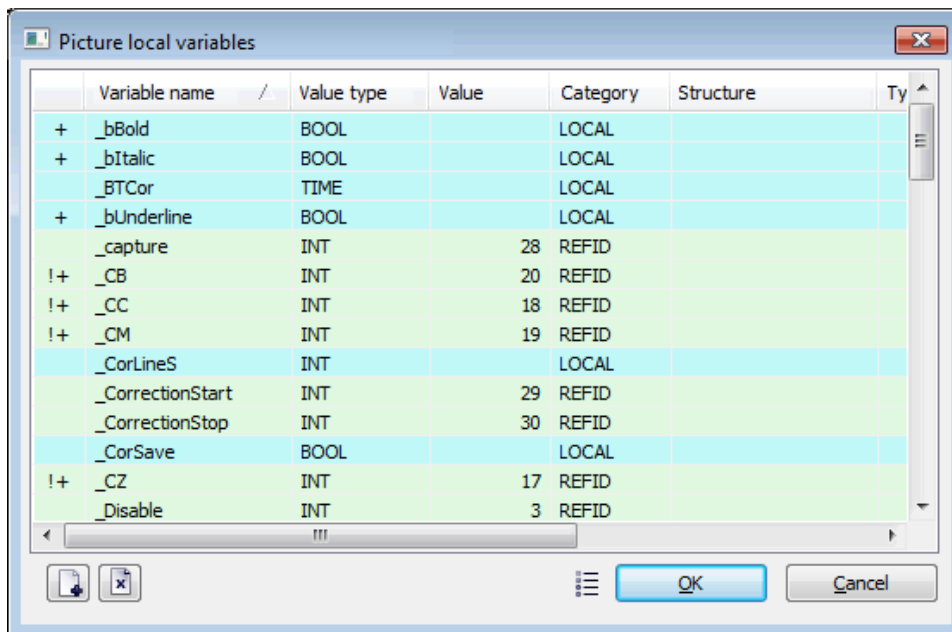 Picture local variables
Variable name Value type Value Category Structure Ty
+ _bBold BOOL LOCAL
+ _bItalic BOOL LOCAL
_BTCor TIME LOCAL
+ _bUnderline BOOL LOCAL
_capture INT 28 REFID
!+ _CB INT 20 REFID
!+ _CC INT 18 REFID
!+ _CM INT 19 REFID
_CorLineS INT LOCAL
_CorrectionStart INT 29 REFID
_CorrectionStop INT 30 REFID
_CorSave BOOL LOCAL
!+ _CZ INT 17 REFID
_Disable INT 3 REFID
OK Cancel